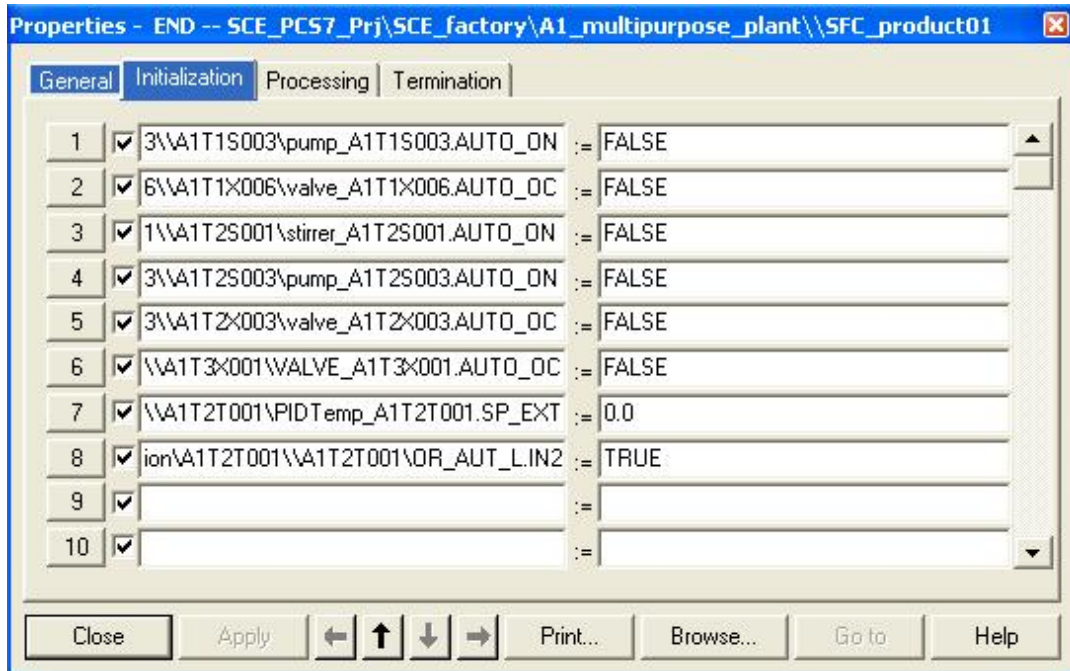 Properties - END -- SCE_PCS7_Prj\SCE_factory\A1_multipurpose_plant\\SFC_product01
General Initialization Processing Termination
1 3\\A1T1S003\pump_A1T1S003.AUTO_ON := FALSE
2 6\\A1T1X006\valve_A1T1X006.AUTO_OC := FALSE
3 1\\A1T2S001\stirrer_A1T2S001.AUTO_ON := FALSE
4 3\\A1T2S003\pump_A1T2S003.AUTO_ON := FALSE
5 3\\A1T2X003\valve_A1T2X003.AUTO_OC := FALSE
6 \\A1T3X001\VALVE_A1T3X001.AUTO_OC := FALSE
7 \\A1T2T001\PIDTemp_A1T2T001.SP_EXT := 0.0
8 ion\A1T2T001\\A1T2T001\OR_AUT_L.IN2 := TRUE
9 :=
10 :=
Close Apply Print... Browse... Go to Help